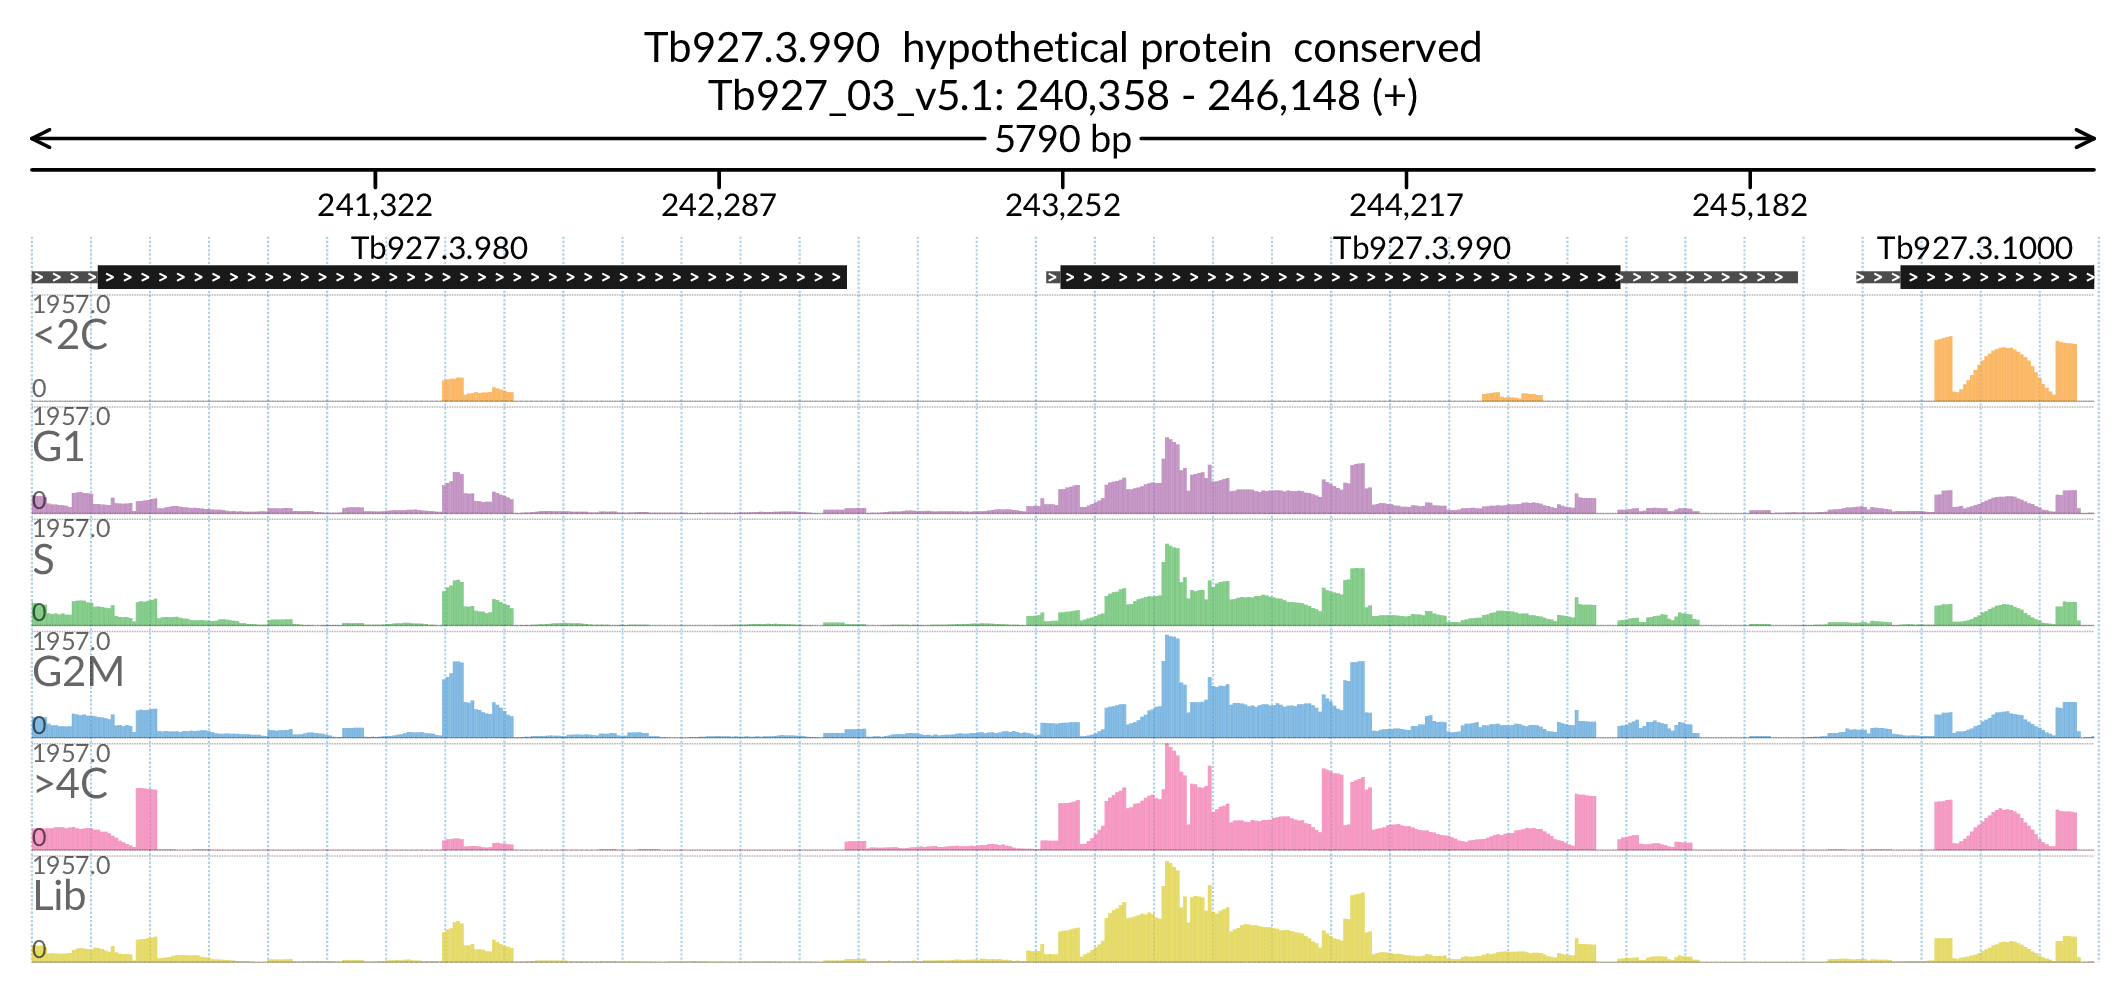 Tb927.3.990  hypothetical protein  conserved
Tb927_03_v5.1: 240,358 - 246,148 (+)
5790 bp
241,322 242,287 243,252 244,217 245,182
Tb927.3.980 Tb927.3.990 Tb927.3.1000
1957.0
<2C
0
1957.0
G1
0
1957.0
S
0
1957.0
G2M
0
1957.0
>4C
0
1957.0
Lib
0